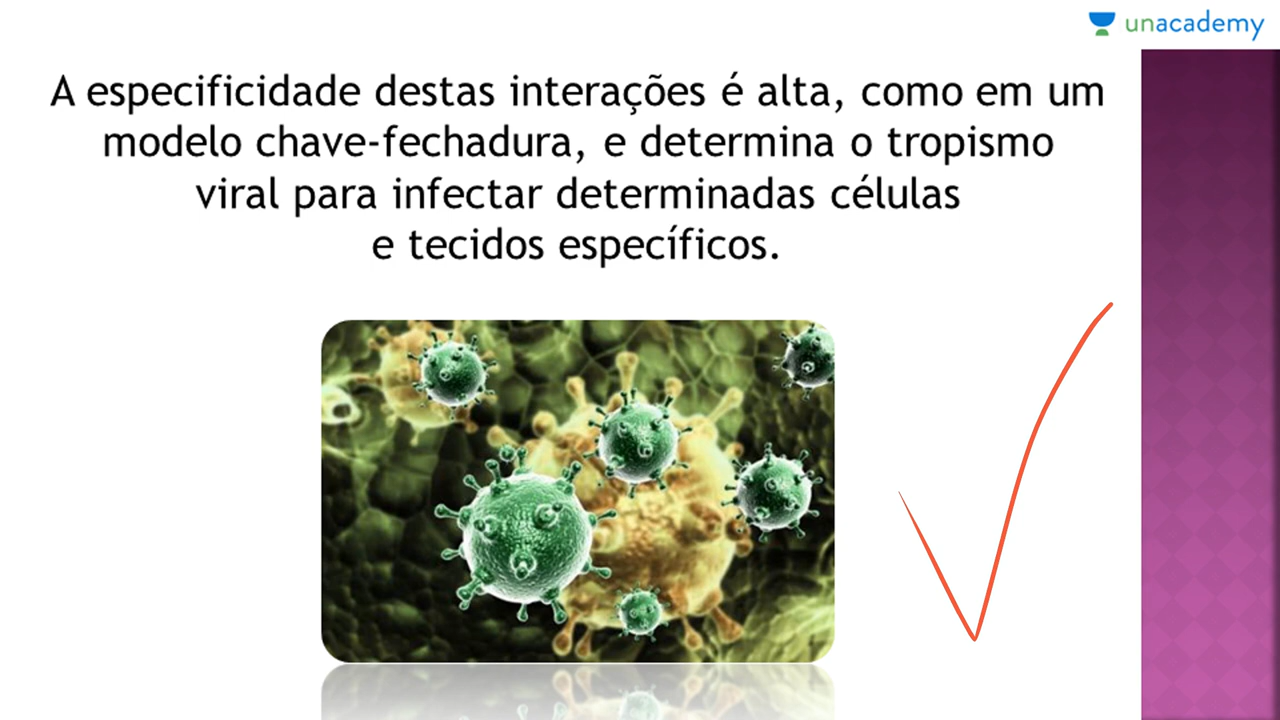 unacademy
A especificidade destas interações é alta, como em um
modelo chave-fechadura, e determina o tropismo
viral para infectar determinadas células
e tecidos específicos.